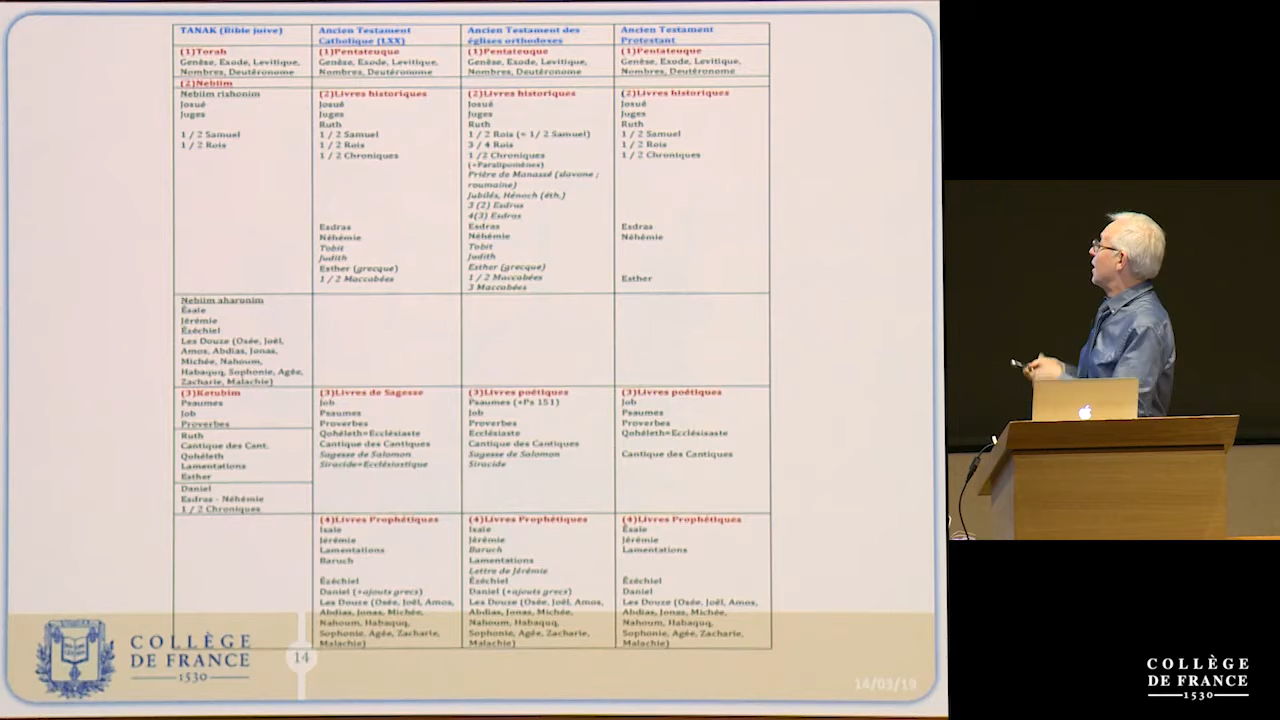 TANAK (Bible juive)
(1)Torah
Genèse, Exode, Levitique,
Nombres, Deutéronome
(2)Nebiim
Nebiim rishonim
Josué
Juges
1 / 2 Samuel
1 / 2 Rois
Nebiim aharonim
Ésaïe
Jérémie
Ézéchiel
Les Douze (Osée, Joël,
Amos, Abdias, Jonas,
Michée, Nahoum,
Habaquq, Sophonie, Agée,
Zacharie, Malachie)
(3)Ketubim
Psaumes
Job
Proverbes
Ruth
Cantique des Cant.
Qohéleth
Lamentations
Esther
Daniel
Esdras - Néhémie
1 / 2 Chroniques
Ancien Testament
Catholique (LXX)
(1)Pentateuque
Genèse, Exode, Levitique,
Nombres, Deutéronome
(2)Livres historiques
Josué
Juges
Ruth
1 / 2 Samuel
1 / 2 Rois
1 / 2 Chroniques
Esdras
Néhémie
Tobit
Judith
Esther (grecque)
1 / 2 Maccabées
(3)Livres de Sagesse
Job
Psaumes
Proverbes
Qohéleth=Ecclésiaste
Cantique des Cantiques
Sagesse de Salomon
Siracide=Ecclésiastique
(4)Livres Prophétiques
Isaïe
Jérémie
Lamentations
Baruch
Ézéchiel
Daniel (+ajouts grecs)
Les Douze (Osée, Joël, Amos,
Abdias, Jonas, Michée,
Nahoum, Habaquq,
Sophonie, Agée, Zacharie,
Malachie)
Ancien Testament des
églises orthodoxes
(1)Pentateuque
Genèse, Exode, Levitique,
Nombres, Deutéronome
(2)Livres historiques
Josué
Juges
Ruth
1 / 2 Rois (= 1/2 Samuel)
3 / 4 Rois
1 /2 Chroniques
(=Paralipomènes)
Prière de Manassé (slavone ;
roumaine)
Jubilés, Hénoch (éth.)
3 (2) Esdras
4(3) Esdras
Esdras
Néhémie
Tobit
Judith
Esther (grecque)
1 / 2 Maccabées
3 Maccabées
(3)Livres poétiques
Psaumes (+Ps 151)
Job
Proverbes
Ecclésiaste
Cantique des Cantiques
Sagesse de Salomon
Siracide
(4)Livres Prophétiques
Isaïe
Jérémie
Baruch
Lamentations
Lettre de Jérémie
Ézéchiel
Daniel (+ajouts grecs)
Les Douze (Osée, Joël, Amos,
Abdias, Jonas, Michée,
Nahoum, Habaquq,
Sophonie, Agée, Zacharie,
Malachie)
Ancien Testament
Protestant
(1)Pentateuque
Genèse, Exode, Levitique,
Nombres, Deutéronome
(2)Livres historiques
Josué
Juges
Ruth
1 / 2 Samuel
1 / 2 Rois
1 / 2 Chroniques
Esdras
Néhémie
Esther
(3)Livres poétiques
Job
Psaumes
Proverbes
Qohéleth=Ecclésisaste
Cantique des Cantiques
(4)Livres Prophétiques
Ésaïe
Jérémie
Lamentations
Ézéchiel
Daniel
Les Douze (Osée, Joël, Amos,
Abdias, Jonas, Michée,
Nahoum, Habaquq,
Sophonie, Agée, Zacharie,
Malachie)
COLLÈGE
DE FRANCE
1530
14
14/03/19
COLLÈGE
DE FRANCE
1530